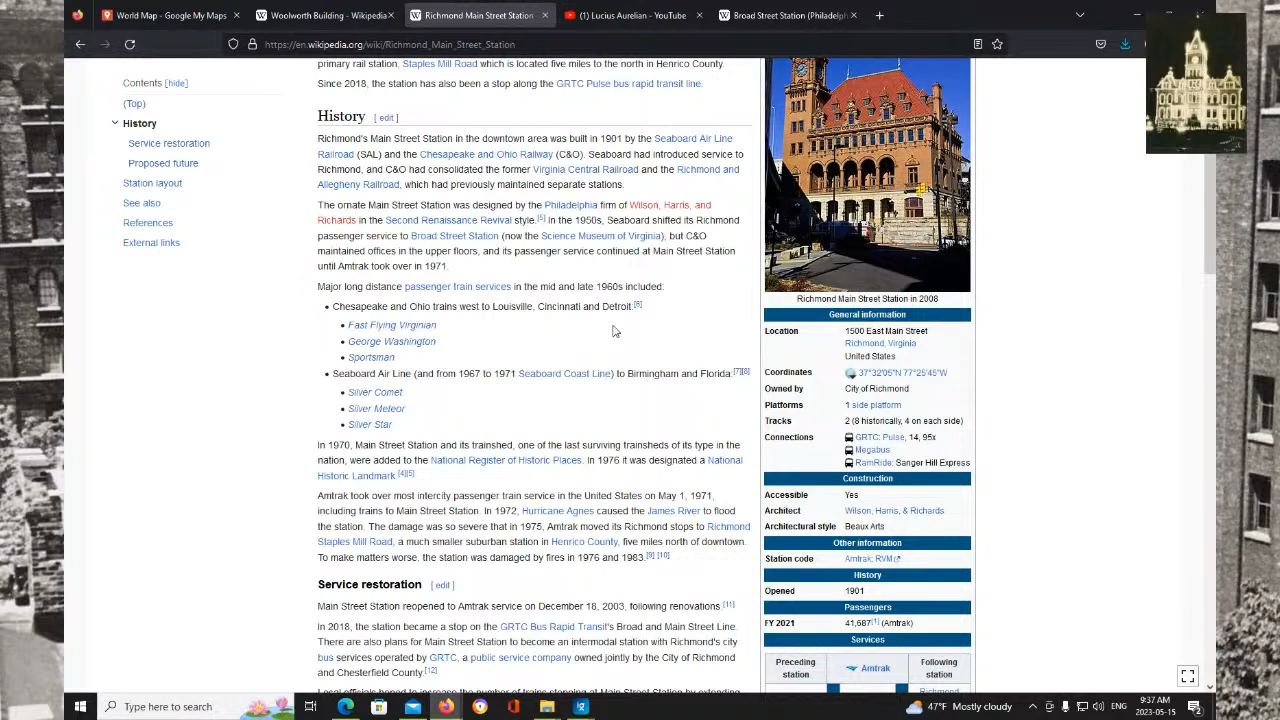 World Map - Google My Maps
Woolworth Building - Wikipedia
Richmond Main Street Station
(1) Lucius Aurelian - YouTube
Broad Street Station (Philadelph
https://en.wikipedia.org/wiki/Richmond_Main_Street_Station
Contents [hide]
(Top)
History
Service restoration
Proposed future
Station layout
See also
References
External links
primary rail station, Staples Mill Road which is located five miles to the north in Henrico County.
Since 2018, the station has also been a stop along the GRTC Pulse bus rapid transit line.
History [ edit ]
Richmond's Main Street Station in the downtown area was built in 1901 by the Seaboard Air Line
Railroad (SAL) and the Chesapeake and Ohio Railway (C&O). Seaboard had introduced service to
Richmond, and C&O had consolidated the former Virginia Central Railroad and the Richmond and
Allegheny Railroad, which had previously maintained separate stations.
The ornate Main Street Station was designed by the Philadelphia firm of Wilson, Harris, and
Richards in the Second Renaissance Revival style.[5] In the 1950s, Seaboard shifted its Richmond
passenger service to Broad Street Station (now the Science Museum of Virginia), but C&O
maintained offices in the upper floors, and its passenger service continued at Main Street Station
until Amtrak took over in 1971.
Major long distance passenger train services in the mid and late 1960s included:
• Chesapeake and Ohio trains west to Louisville, Cincinnati and Detroit:[6]
• Fast Flying Virginian
• George Washington
• Sportsman
• Seaboard Air Line (and from 1967 to 1971 Seaboard Coast Line) to Birmingham and Florida:[7][8]
• Silver Comet
• Silver Meteor
• Silver Star
In 1970, Main Street Station and its trainshed, one of the last surviving trainsheds of its type in the
nation, were added to the National Register of Historic Places. In 1976 it was designated a National
Historic Landmark.[4][5]
Amtrak took over most intercity passenger train service in the United States on May 1, 1971,
including trains to Main Street Station. In 1972, Hurricane Agnes caused the James River to flood
the station. The damage was so severe that in 1975, Amtrak moved its Richmond stops to Richmond
Staples Mill Road, a much smaller suburban station in Henrico County, five miles north of downtown.
To make matters worse, the station was damaged by fires in 1976 and 1983.[9] [10]
Service restoration [ edit ]
Main Street Station reopened to Amtrak service on December 18, 2003, following renovations.[11]
In 2018, the station became a stop on the GRTC Bus Rapid Transit's Broad and Main Street Line.
There are also plans for Main Street Station to become an intermodal station with Richmond's city
bus services operated by GRTC, a public service company owned jointly by the City of Richmond
and Chesterfield County.[12]
Local officials hoped to increase the number of trains stopping at Main Street Station by extending
Richmond Main Street Station in 2008
General information
Location 1500 East Main Street
Richmond, Virginia
United States
Coordinates 37°32′05″N 77°25′45″W
Owned by City of Richmond
Platforms 1 side platform
Tracks 2 (8 historically, 4 on each side)
Connections GRTC: Pulse, 14, 95x
Megabus
RamRide: Sanger Hill Express
Construction
Accessible Yes
Architect Wilson, Harris, & Richards
Architectural style Beaux Arts
Other information
Station code Amtrak: RVM
History
Opened 1901
Passengers
FY 2021 41,687[1] (Amtrak)
Services
Preceding station Amtrak Following station
Richmond
Type here to search
47°F Mostly cloudy
ENG
9:37 AM
2023-05-15
2